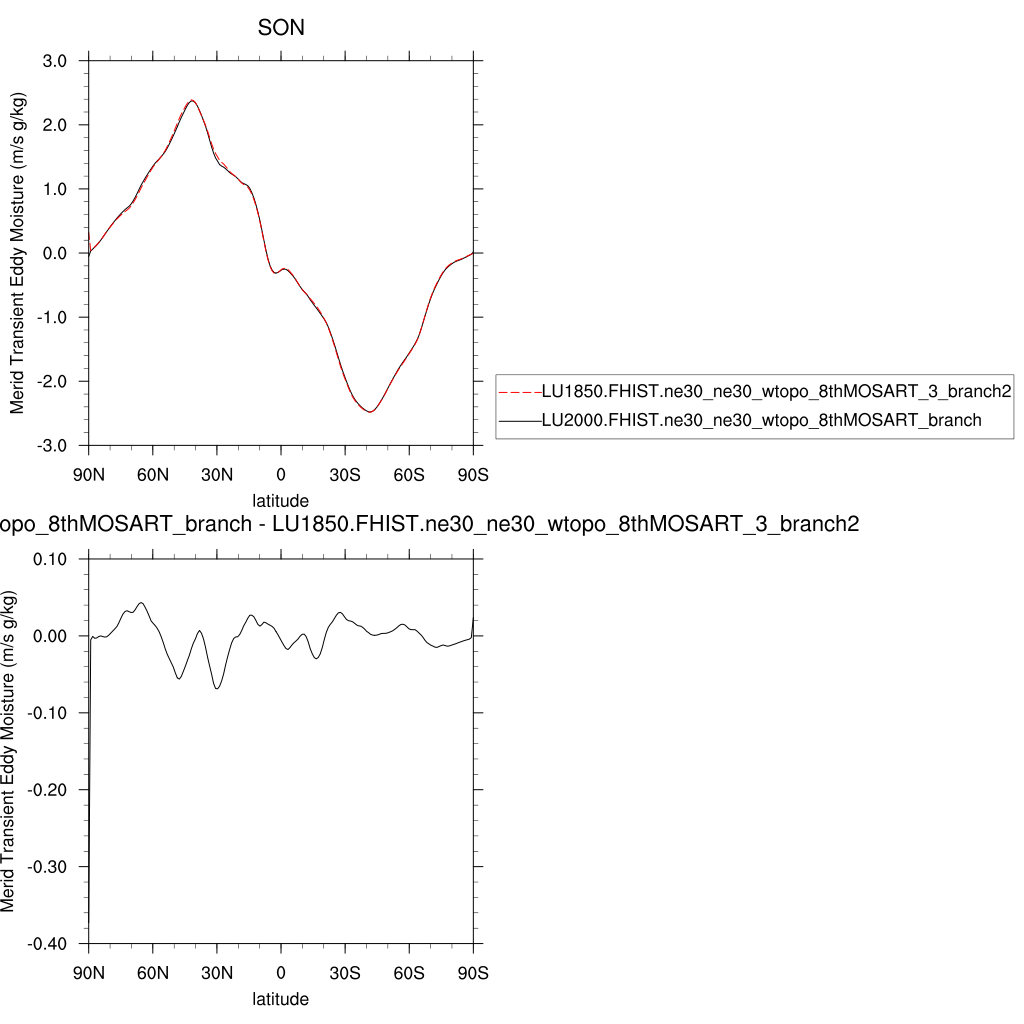 SON
Merid Transient Eddy Moisture (m/s g/kg)
3.0
2.0
1.0
0.0
-1.0
-2.0
-3.0
90N 60N 30N 0 30S 60S 90S
latitude
LU1850.FHIST.ne30_ne30_wtopo_8thMOSART_3_branch2
LU2000.FHIST.ne30_ne30_wtopo_8thMOSART_branch
opo_8thMOSART_branch - LU1850.FHIST.ne30_ne30_wtopo_8thMOSART_3_branch2
Merid Transient Eddy Moisture (m/s g/kg)
0.10
0.00
-0.10
-0.20
-0.30
-0.40
90N 60N 30N 0 30S 60S 90S
latitude